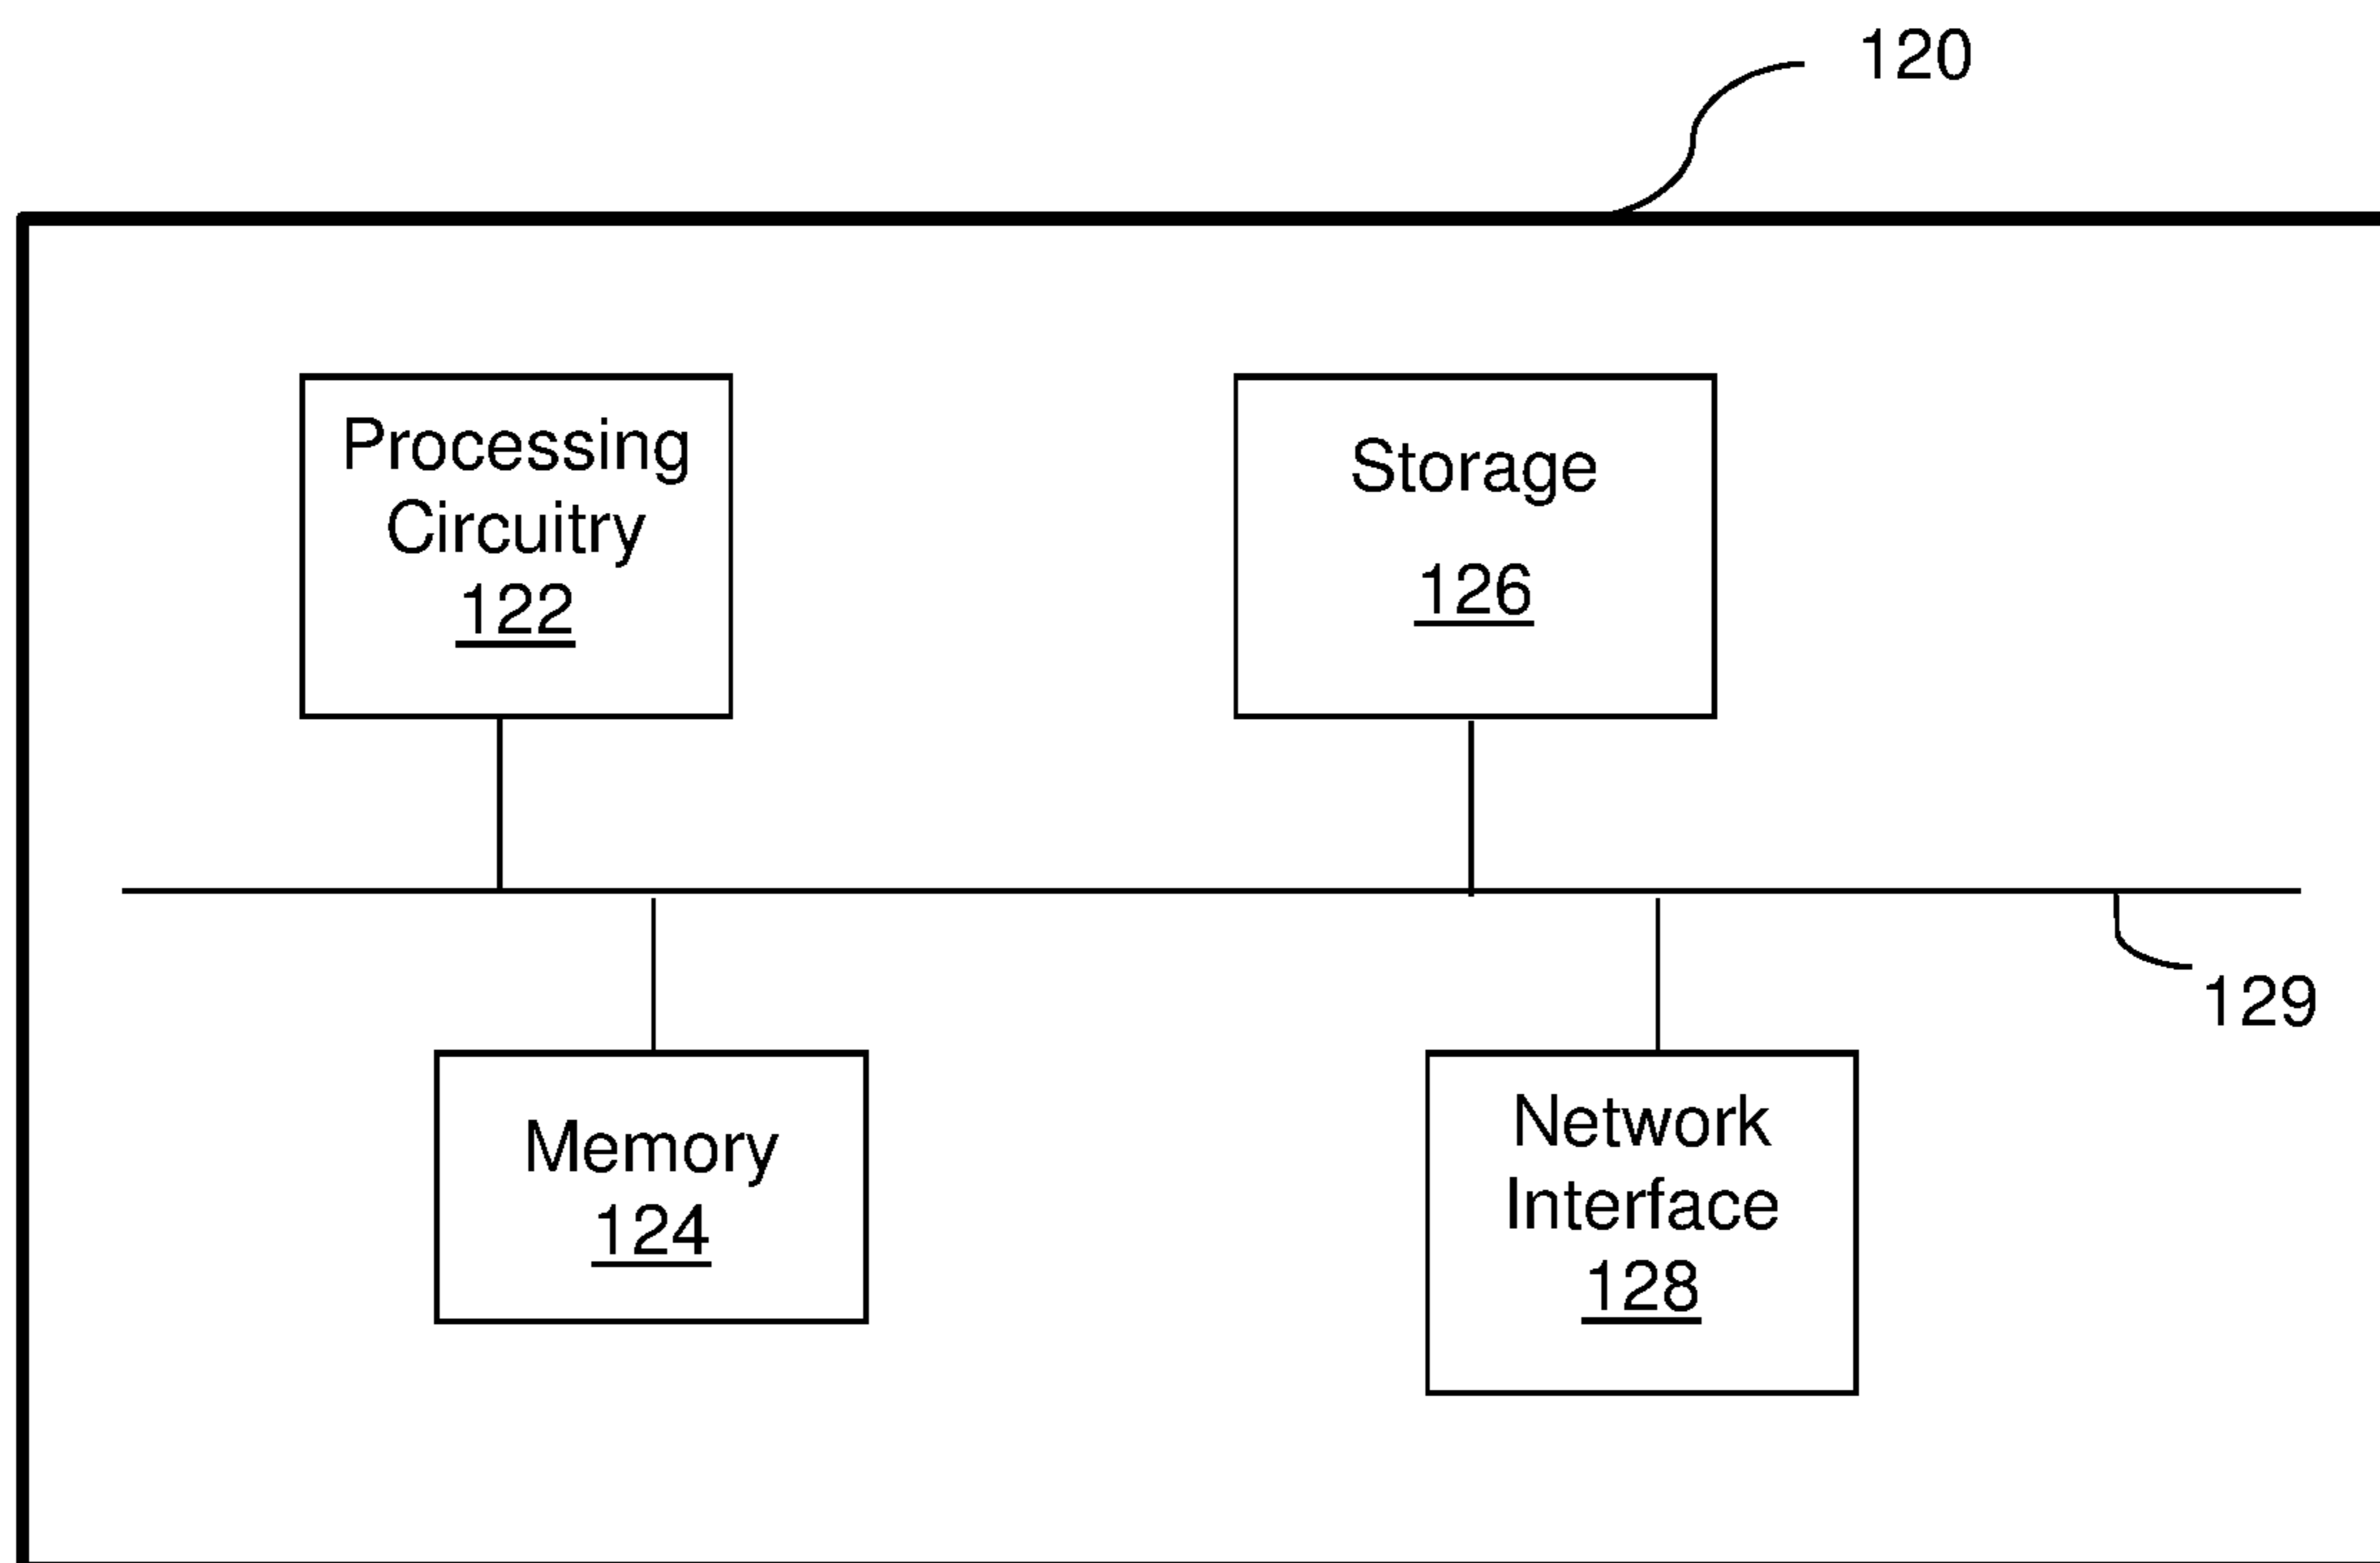 120
Processing
Circuitry
122
Storage
126
129
Memory
124
Network
Interface
128